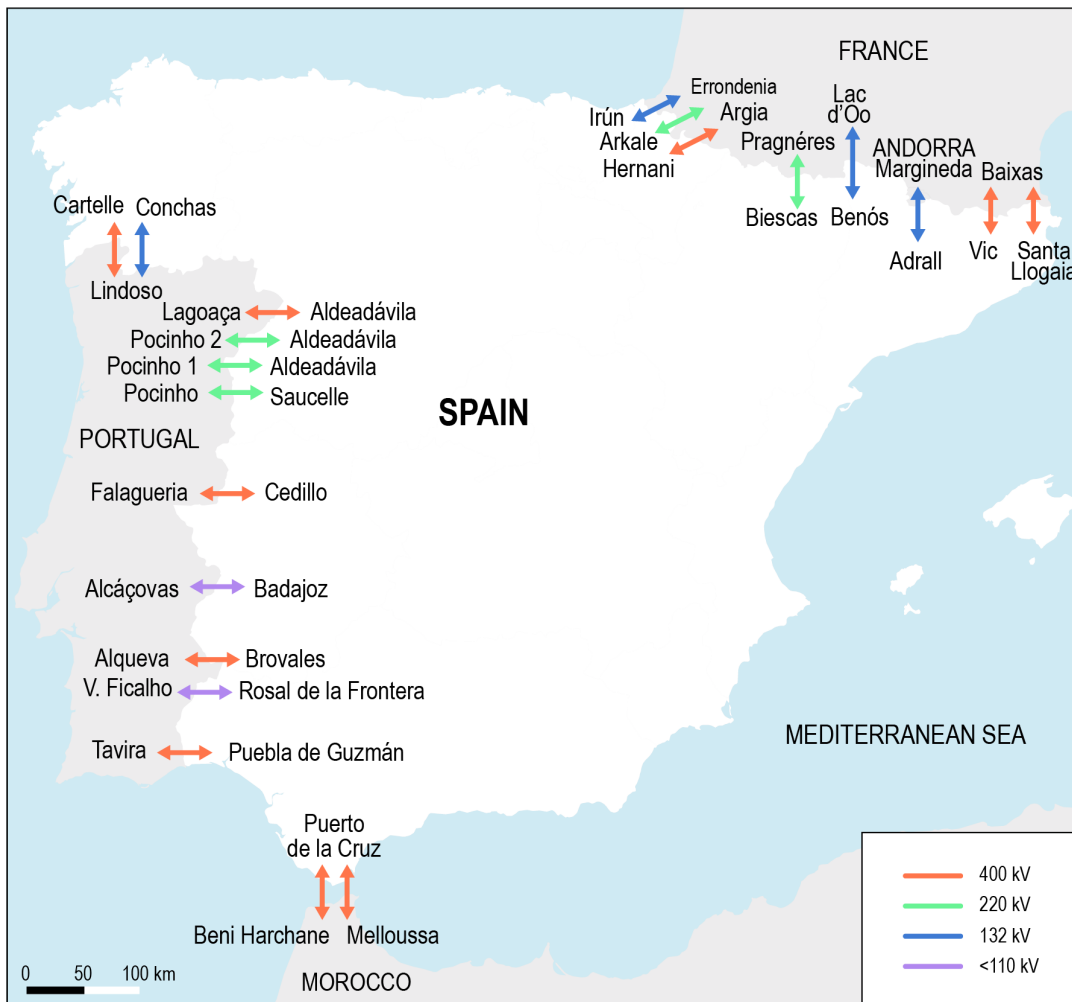 FRANCE
Errondenia
Irún
Argia
Arkale
Hernani
Pragnéres
Biescas
Lac
d'Oo
Benós
ANDORRA
Margineda
Adrall
Baixas
Vic
Santa
Llogaia
Cartelle
Conchas
Lindoso
Lagoaça
Aldeadávila
Pocinho 2
Aldeadávila
Pocinho 1
Aldeadávila
Pocinho
Saucelle
SPAIN
PORTUGAL
Falagueria
Cedillo
Alcáçovas
Badajoz
Alqueva
Brovales
V. Ficalho
Rosal de la Frontera
Tavira
Puebla de Guzmán
MEDITERRANEAN SEA
Puerto
de la Cruz
Beni Harchane
Melloussa
MOROCCO
0 50 100 km
400 kV
220 kV
132 kV
<110 kV